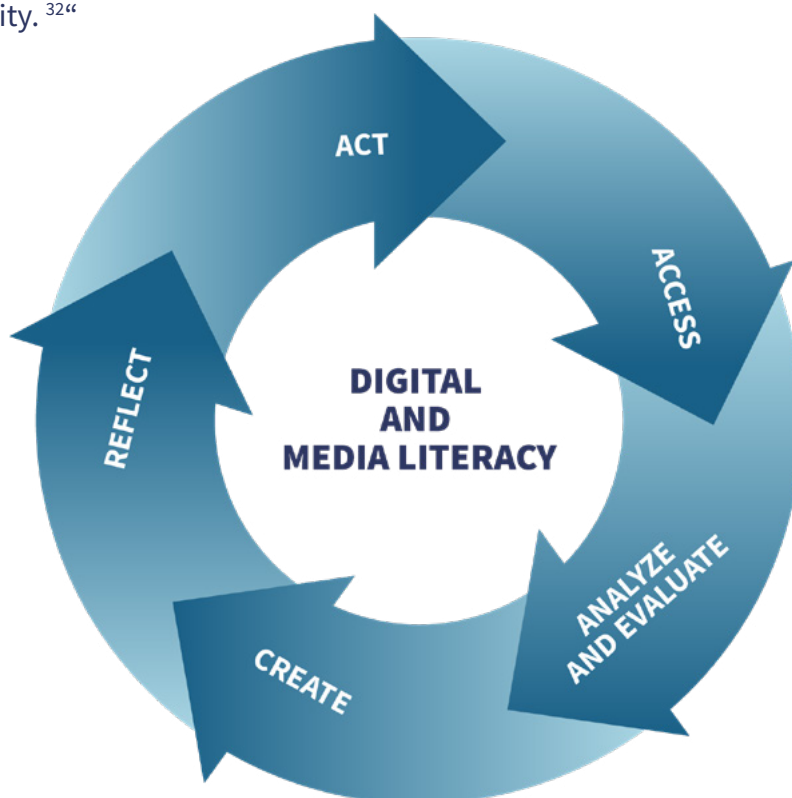 ity. 32“
ACT
ACCESS
REFLECT
DIGITAL
AND
MEDIA LITERACY
ANALYZE
AND EVALUATE
CREATE